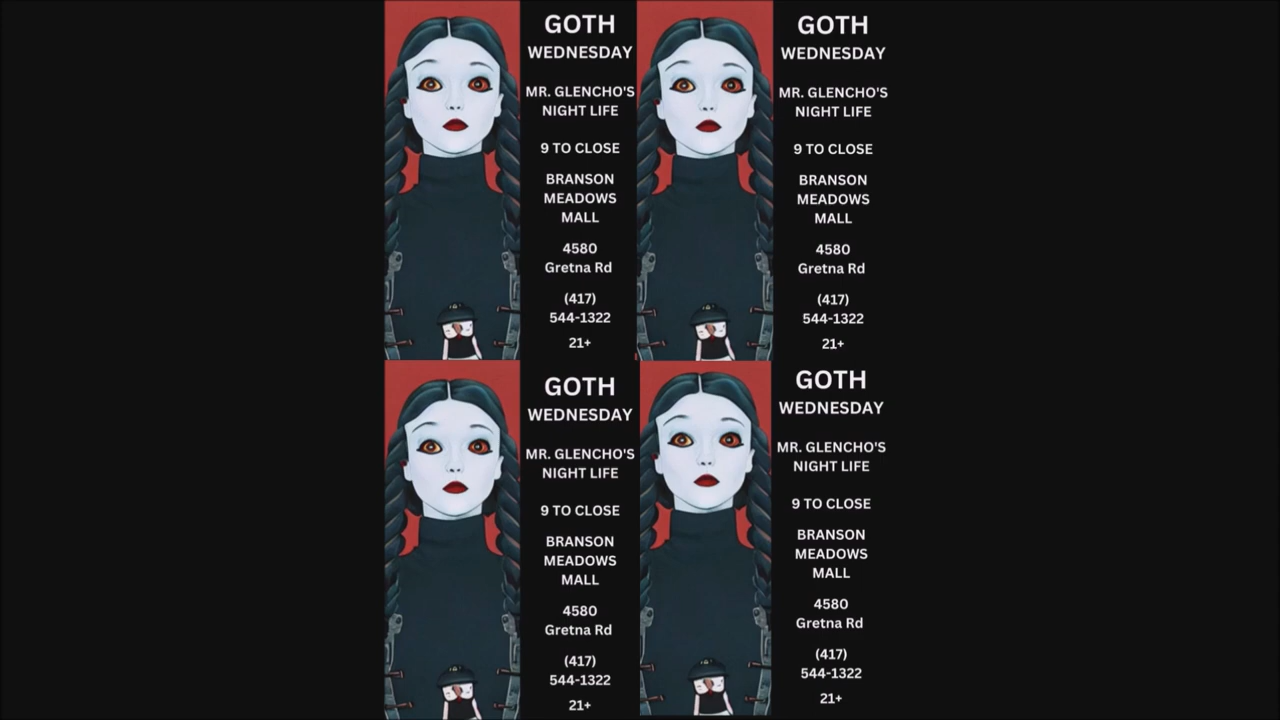 GOTH
WEDNESDAY
MR. GLENCHO'S
NIGHT LIFE
9 TO CLOSE
BRANSON
MEADOWS
MALL
4580
Gretna Rd
(417)
544-1322
21+
GOTH
WEDNESDAY
MR. GLENCHO'S
NIGHT LIFE
9 TO CLOSE
BRANSON
MEADOWS
MALL
4580
Gretna Rd
(417)
544-1322
21+
GOTH
WEDNESDAY
MR. GLENCHO'S
NIGHT LIFE
9 TO CLOSE
BRANSON
MEADOWS
MALL
4580
Gretna Rd
(417)
544-1322
21+
GOTH
WEDNESDAY
MR. GLENCHO'S
NIGHT LIFE
9 TO CLOSE
BRANSON
MEADOWS
MALL
4580
Gretna Rd
(417)
544-1322
21+